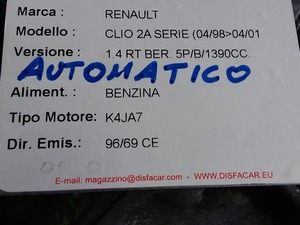 Marca : RENAULT
Modello : CLIO 2A SERIE (04/98>04/01
Versione : 1.4 RT BER. 5P/B/1390CC
AUTOMATICO
Aliment. : BENZINA
Tipo Motore: K4JA7
Dir. Emis.: 96/69 CE
E-mail: magazzino@disfacar.com - www.DISFACAR.EU